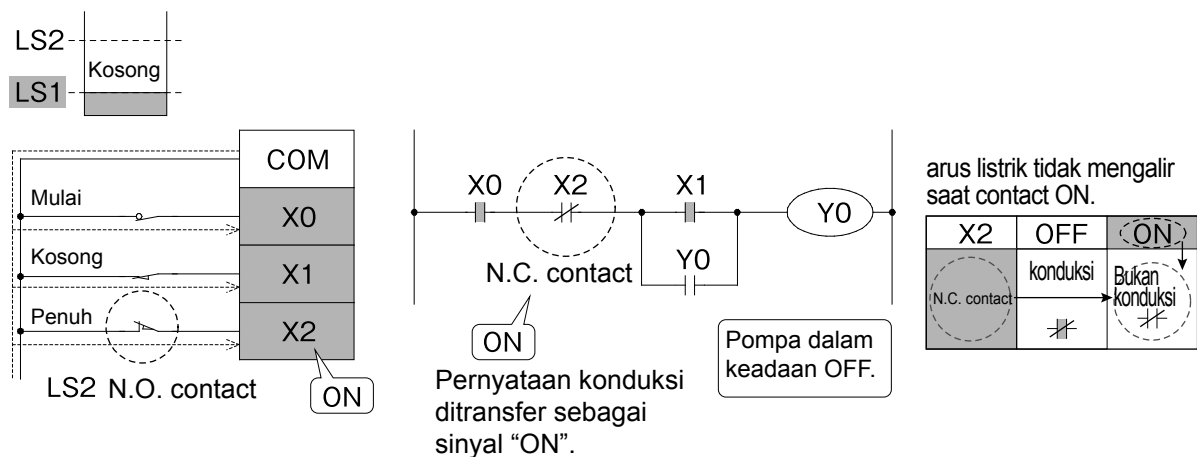 LS2
Kosong
LS1
COM
Mulai
X0
Kosong
X1
Penuh
X2
LS2 N.O. contact
ON
X0 X2 X1
Y0
N.C. contact
Y0
ON
Pernyataan konduksi
ditransfer sebagai
sinyal “ON”.
Pompa dalam
keadaan OFF.
arus listrik tidak mengalir
saat contact ON.
X2 OFF ON
N.C. contact
konduksi
Bukan
konduksi